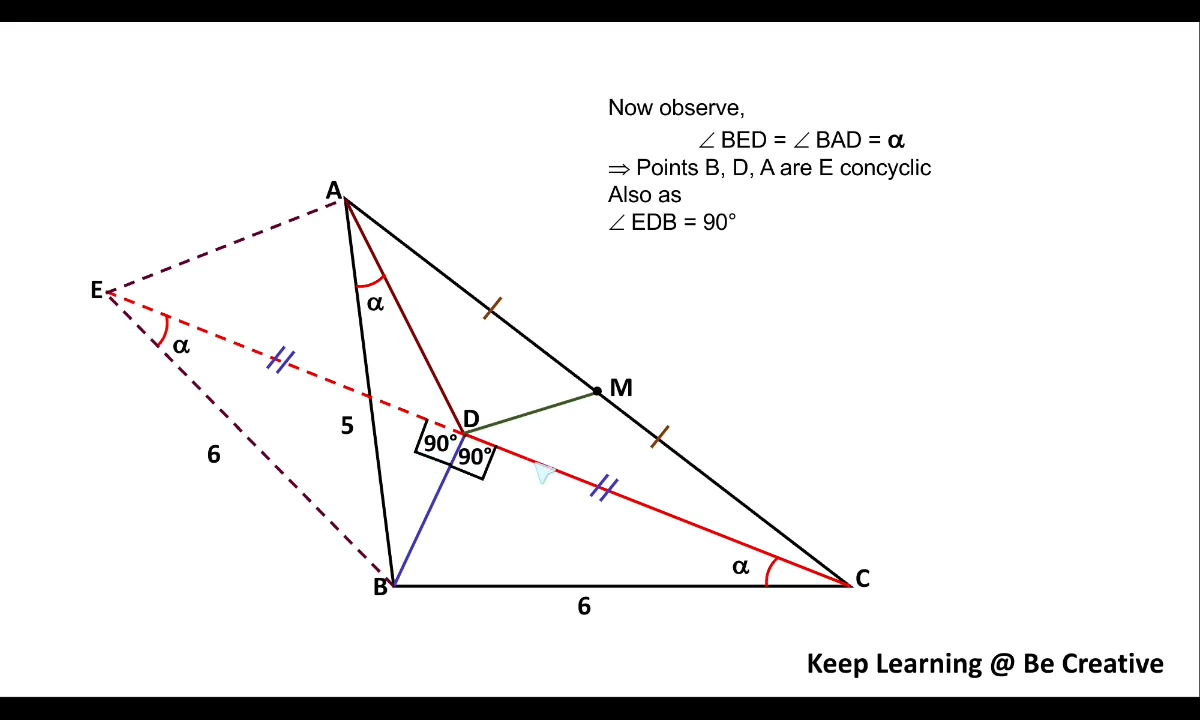 Now observe,
∠ BED = ∠ BAD = α
⇒ Points B, D, A are E concyclic
Also as
∠ EDB = 90°
A
E
α
α
M
D
5
90°
90°
6
α
C
B
6
Keep Learning @ Be Creative